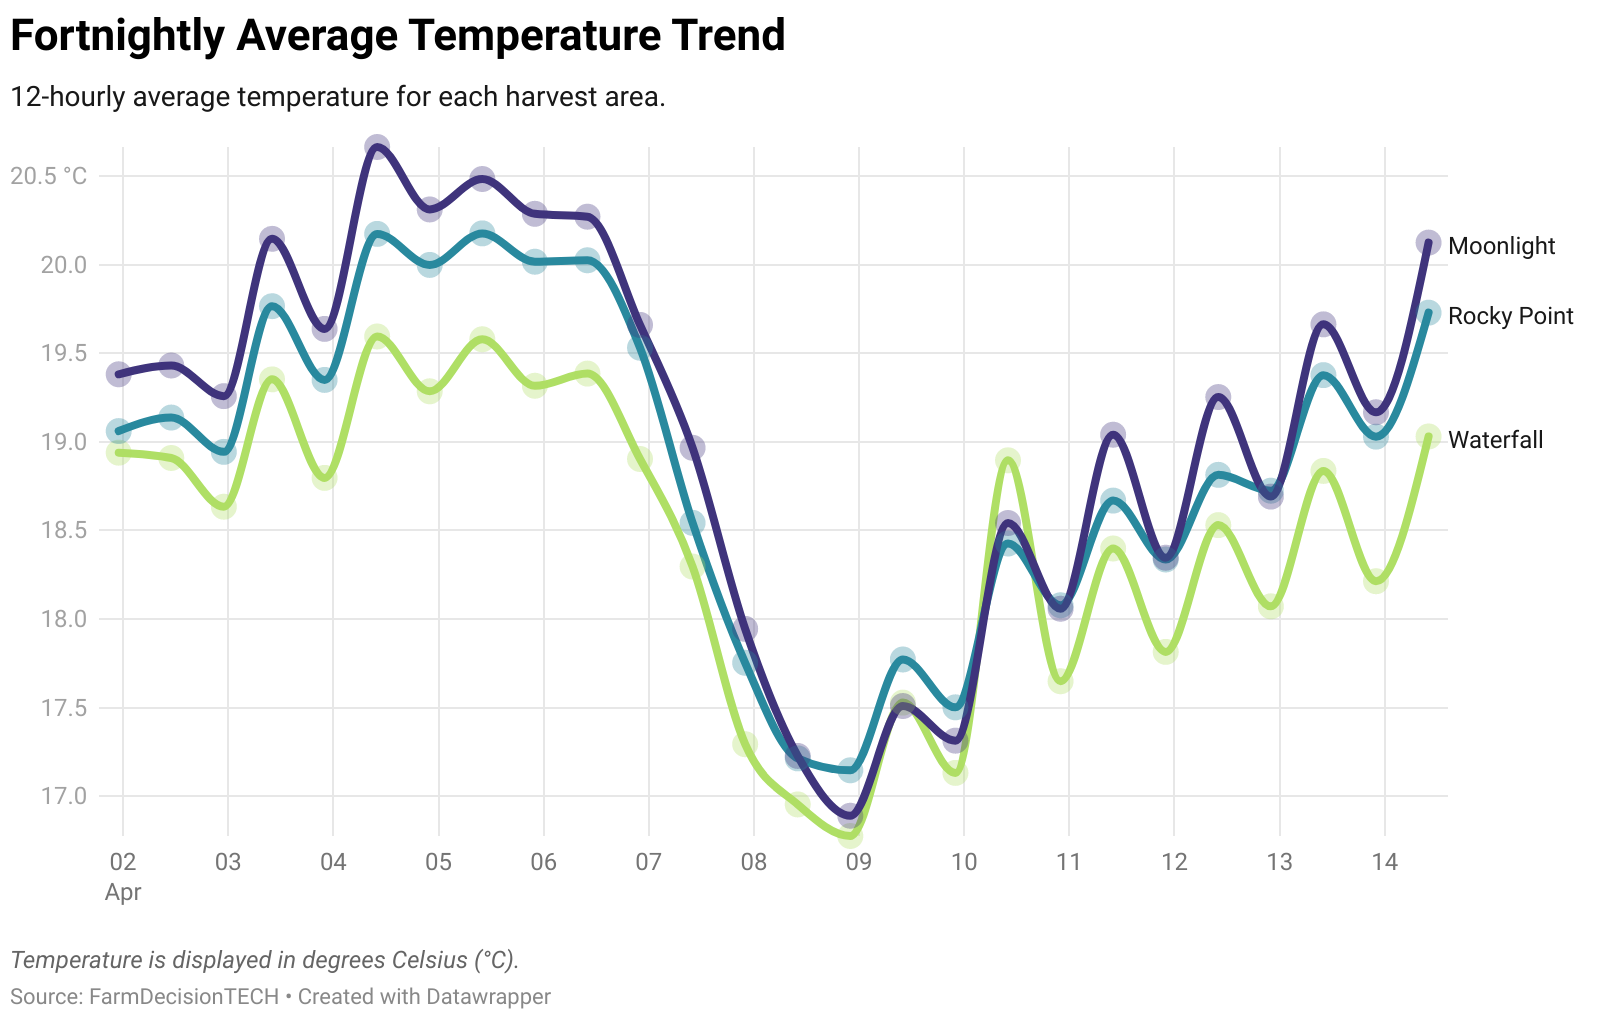 Fortnightly Average Temperature Trend
12-hourly average temperature for each harvest area.
20.5 °C
20.0
19.5
19.0
18.5
18.0
17.5
17.0
Moonlight
Rocky Point
Waterfall
02 03 04 05 06 07 08 09 10 11 12 13 14
Apr
Temperature is displayed in degrees Celsius (°C).
Source: FarmDecisionTECH • Created with Datawrapper